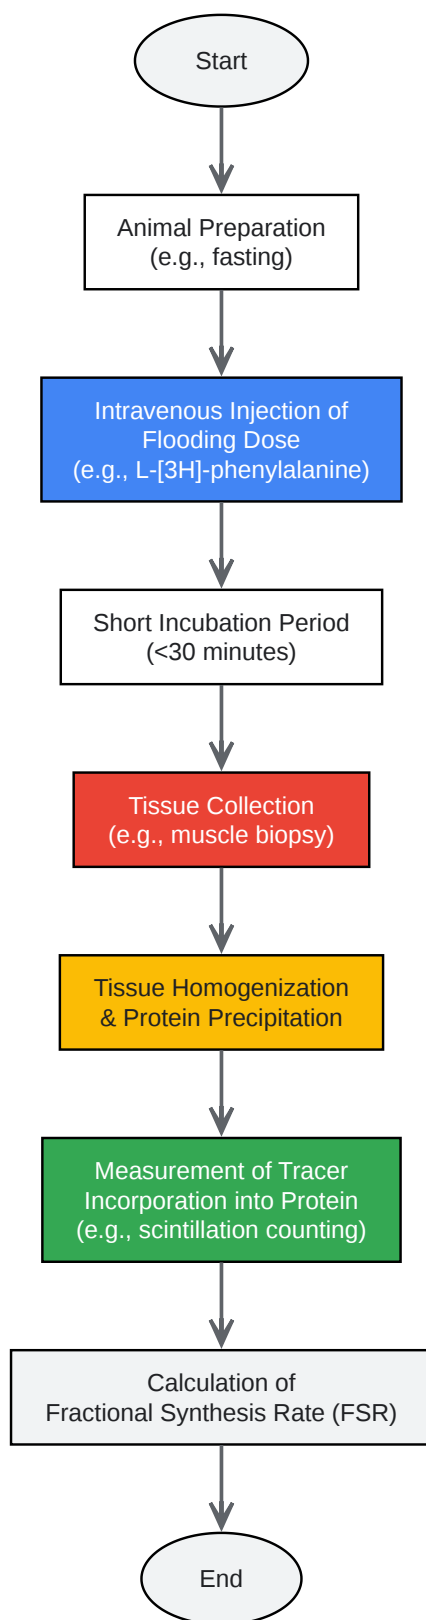 Start
Animal Preparation
(e.g., fasting)
Intravenous Injection of
Flooding Dose
(e.g., L-[3H]-phenylalanine)
Short Incubation Period
(<30 minutes)
Tissue Collection
(e.g., muscle biopsy)
Tissue Homogenization
& Protein Precipitation
Measurement of Tracer
Incorporation into Protein
(e.g., scintillation counting)
Calculation of
Fractional Synthesis Rate (FSR)
End